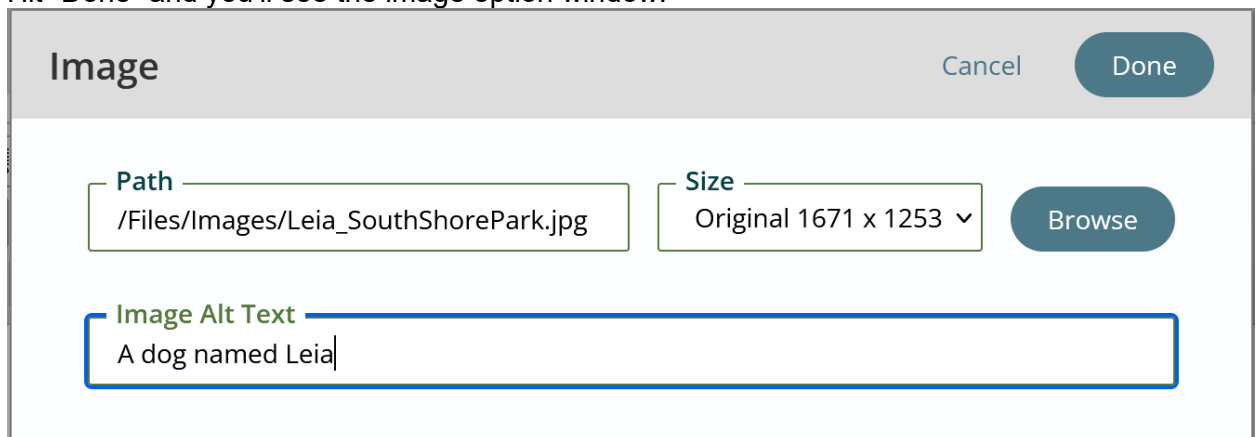 Image
Cancel
Done
Path
/Files/Images/Leia_SouthShorePark.jpg
Size
Original 1671 x 1253
Browse
Image Alt Text
A dog named Leia